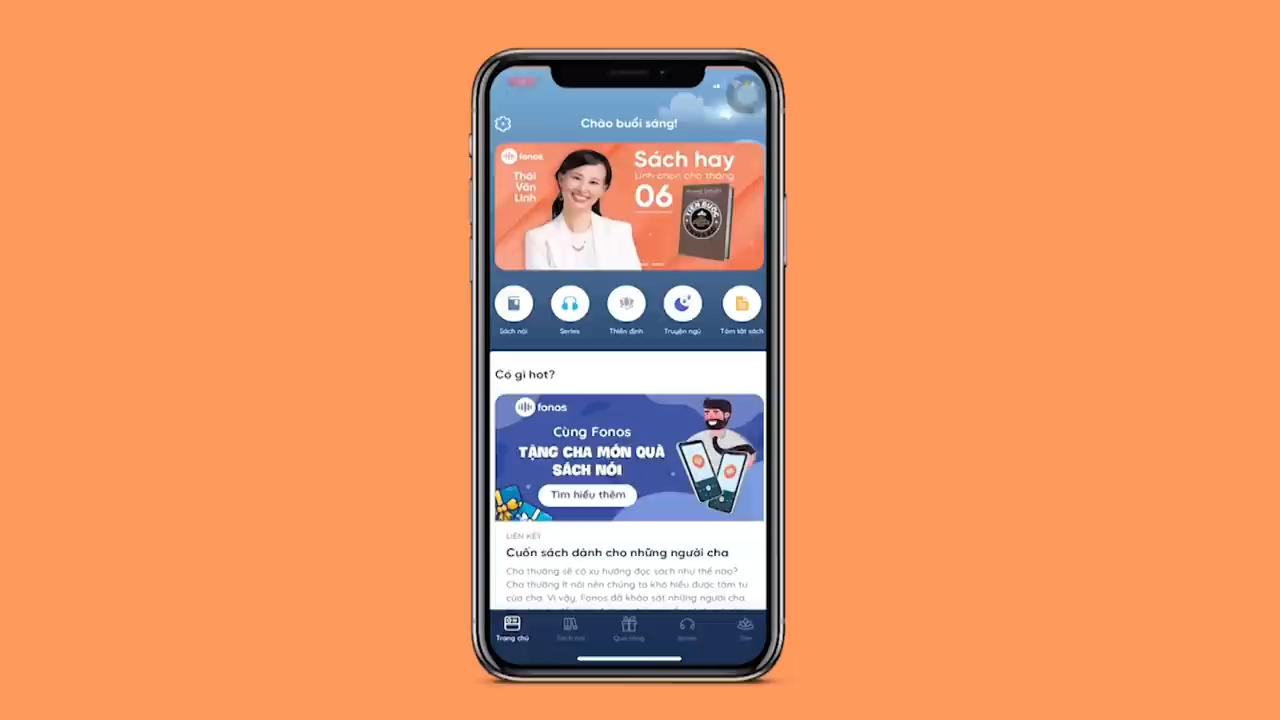 Chào buổi sáng!
fonos
Thái
Vân
Linh
Sách hay
Linh chọn cho tháng
06
TIẾN BƯỚC
Sách nói
Series
Thiền định
Truyện ngủ
Tóm tắt sách
Có gì hot?
fonos
Cùng Fonos
TẶNG CHA MÓN QUÀ
SÁCH NÓI
Tìm hiểu thêm
LIÊN KẾT
Cuốn sách dành cho những người cha
Cha thường sẽ có xu hướng đọc sách như thế nào?
Cha thường ít nói nên chúng ta khó hiểu được tâm tư
của cha. Vì vậy, Fonos đã khảo sát những người cha
Trang chủ
Sách nói
Quà tặng
Series